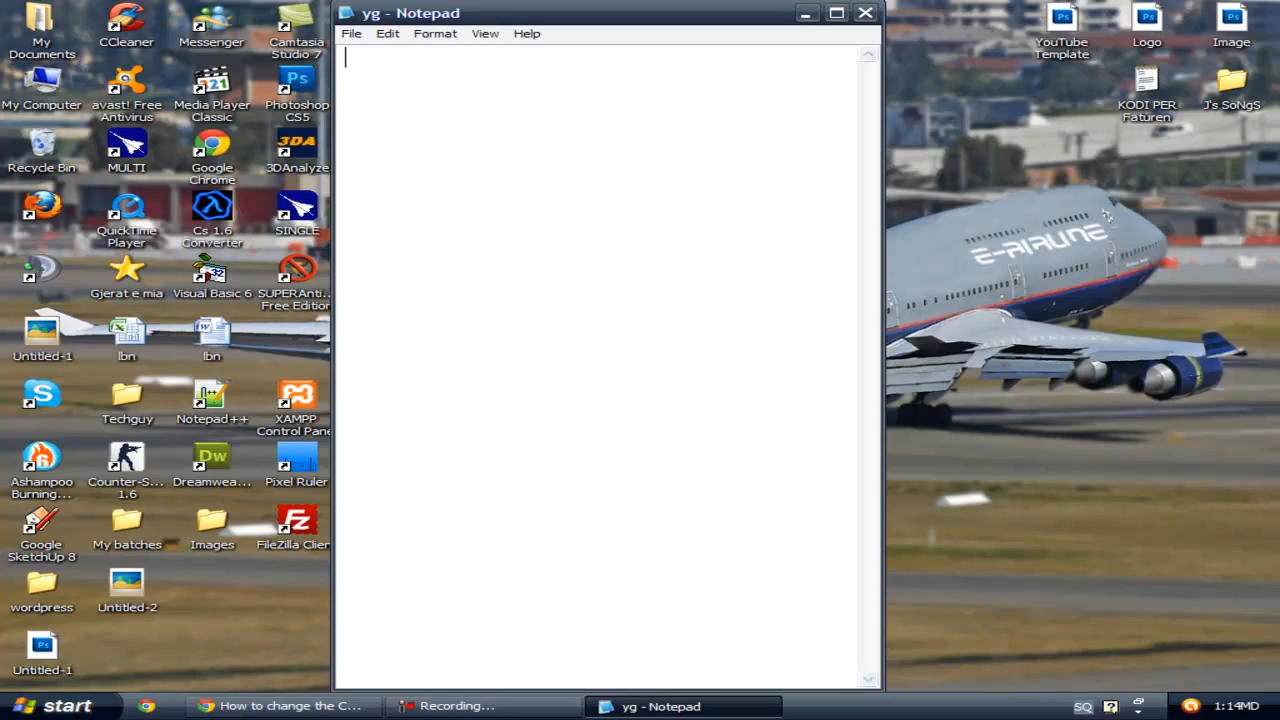 yg - Notepad
File Edit Format View Help
My
Documents
CCleaner
Messenger
Camtasia
Studio 7
My Computer
avast! Free
Antivirus
Media Player
Classic
Photoshop
CS5
Recycle Bin
MULTI
Google
Chrome
3DAnalyze
QuickTime
Player
Cs 1.6
Converter
SINGLE
Gjerat e mia
Visual Basic 6
SUPERAnti...
Free Edition
Untitled-1
lbn
lbn
Techguy
Notepad++
XAMPP
Control Pane
Ashampoo
Burning...
Counter-S...
1.6
Dreamwea...
Pixel Ruler
Google
SketchUp 8
My batches
Images
FileZilla Clien
wordpress
Untitled-2
Untitled-1
YouTube
Template
Logo
Image
KODI PER
Faturen
J's SoNgS
E-AIRLINE
start
How to change the C...
Recording...
yg - Notepad
SQ
1:14MD